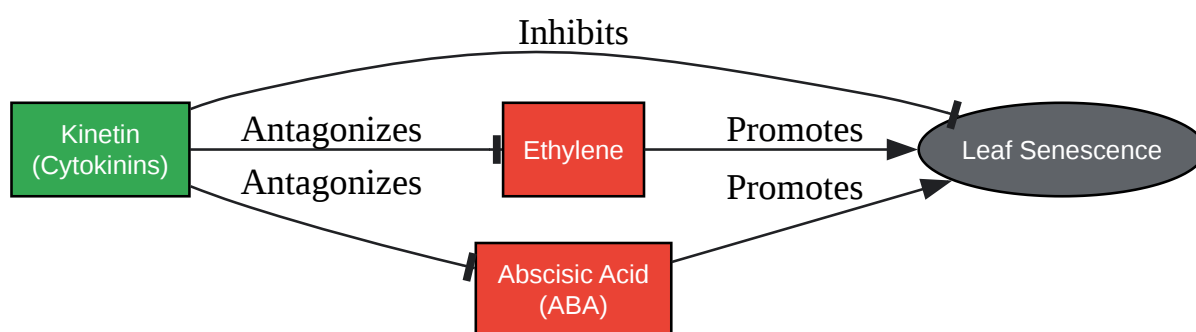 Inhibits
Kinetin
(Cytokinins)
Antagonizes
Ethylene
Promotes
Leaf Senescence
Antagonizes
Promotes
Abscisic Acid
(ABA)